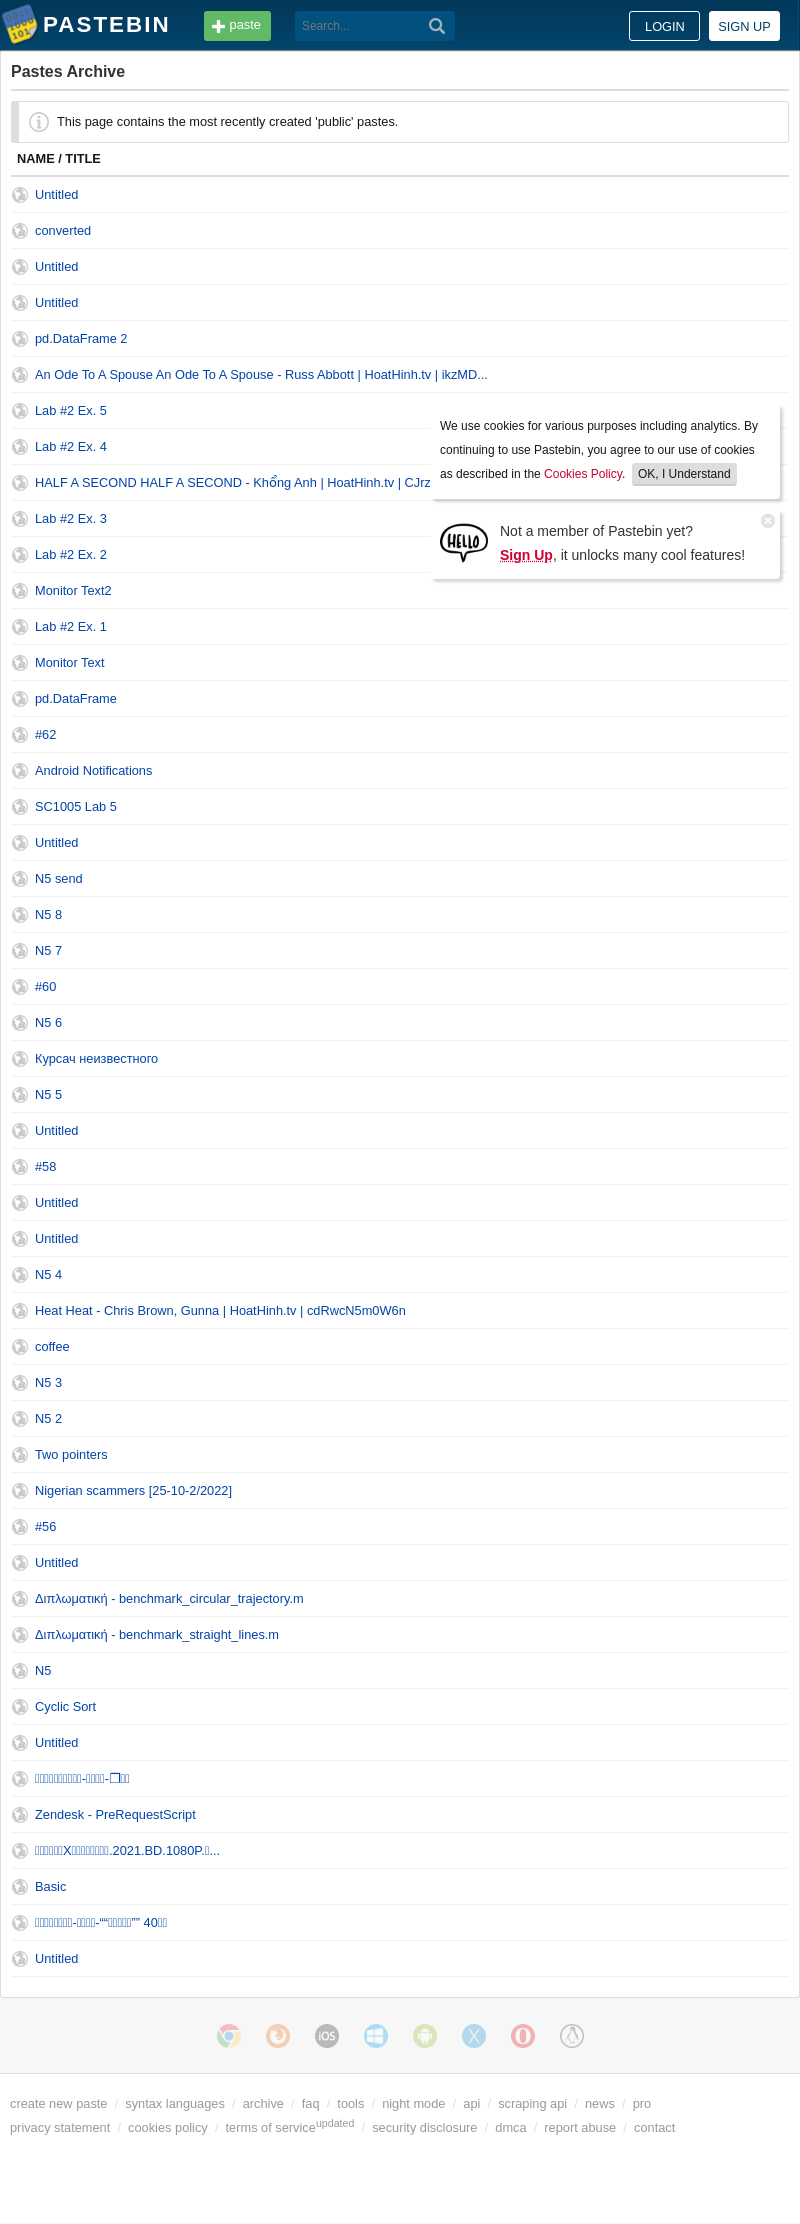 PASTEBIN
paste
Search...
LOGIN
SIGN UP
Pastes Archive
This page contains the most recently created 'public' pastes.
NAME / TITLE
Untitled
converted
Untitled
Untitled
pd.DataFrame 2
An Ode To A Spouse An Ode To A Spouse - Russ Abbott | HoatHinh.tv | ikzMD...
Lab #2 Ex. 5
Lab #2 Ex. 4
HALF A SECOND HALF A SECOND - Khổng Anh | HoatHinh.tv | CJrz
Lab #2 Ex. 3
Lab #2 Ex. 2
We use cookies for various purposes including analytics. By
continuing to use Pastebin, you agree to our use of cookies
as described in the Cookies Policy. OK, I Understand
HELLO
Not a member of Pastebin yet?
Sign Up, it unlocks many cool features!
Monitor Text2
Lab #2 Ex. 1
Monitor Text
pd.DataFrame
#62
Android Notifications
SC1005 Lab 5
Untitled
N5 send
N5 8
N5 7
#60
N5 6
Курсач неизвестного
N5 5
Untitled
#58
Untitled
Untitled
N5 4
Heat Heat - Chris Brown, Gunna | HoatHinh.tv | cdRwcN5m0W6n
coffee
N5 3
N5 2
Two pointers
Nigerian scammers [25-10-2/2022]
#56
Untitled
Διπλωματική - benchmark_circular_trajectory.m
Διπλωματική - benchmark_straight_lines.m
N5
Cyclic Sort
Untitled
Zendesk - PreRequestScript
X.2021.BD.1080P....
Basic
40
Untitled
iOS
create new paste / syntax languages / archive / faq / tools / night mode / api / scraping api / news / pro
privacy statement / cookies policy / terms of serviceupdated / security disclosure / dmca / report abuse / contact